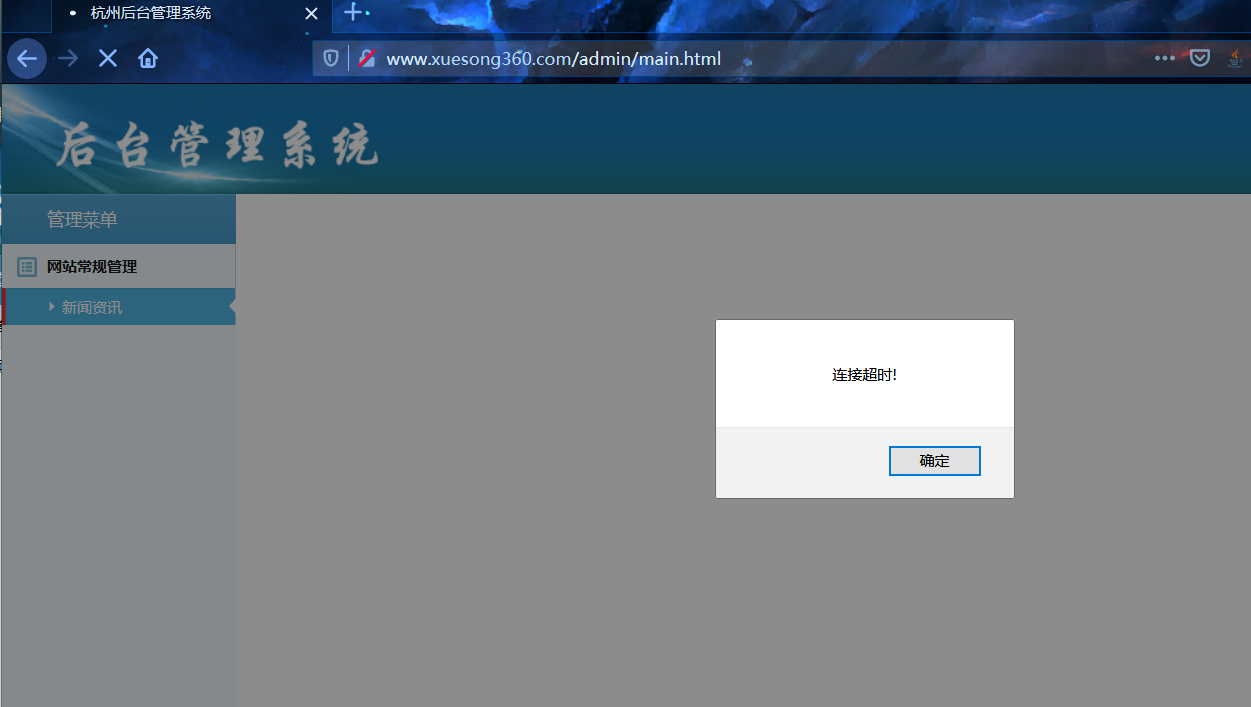 杭州后台管理系统
www.xuesong360.com/admin/main.html
后台管理系统
管理菜单
网站常规管理
新闻资讯
连接超时!
确定